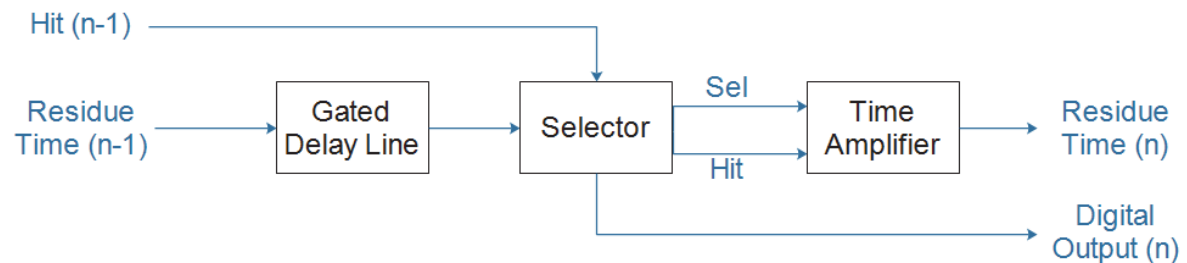 Hit (n-1)
Residue
Time (n-1)
Gated
Delay Line
Selector
Sel
Hit
Time
Amplifier
Residue
Time (n)
Digital
Output (n)